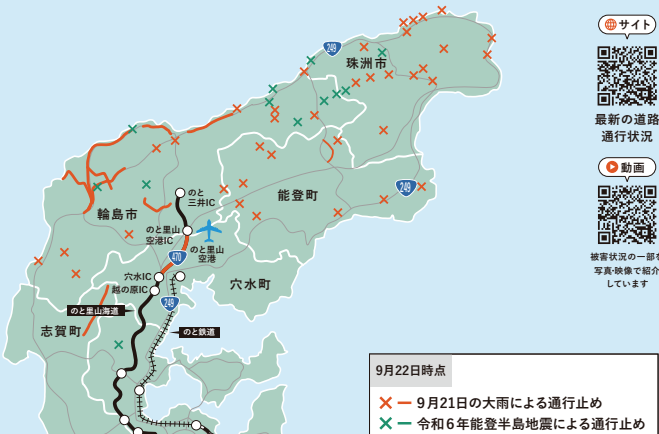 サイト
最新の道路
通行状況
動画
被害状況の一部を
写真・映像で紹介
しています
249
珠洲市
能登町
249
輪島市
のと
三井IC
のと里山
空港IC
のと里山
空港
470
穴水IC
越の原IC
249
穴水町
のと里山海道
のと鉄道
志賀町
9月22日時点
9月21日の大雨による通行止め
令和6年能登半島地震による通行止め